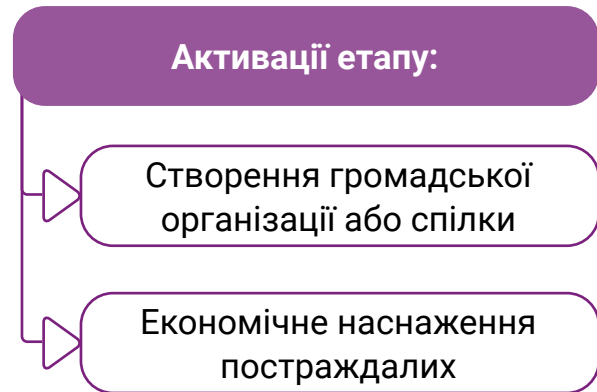 Активації етапу:
Створення громадської
організації або спілки
Економічне наснаження
постраждалих